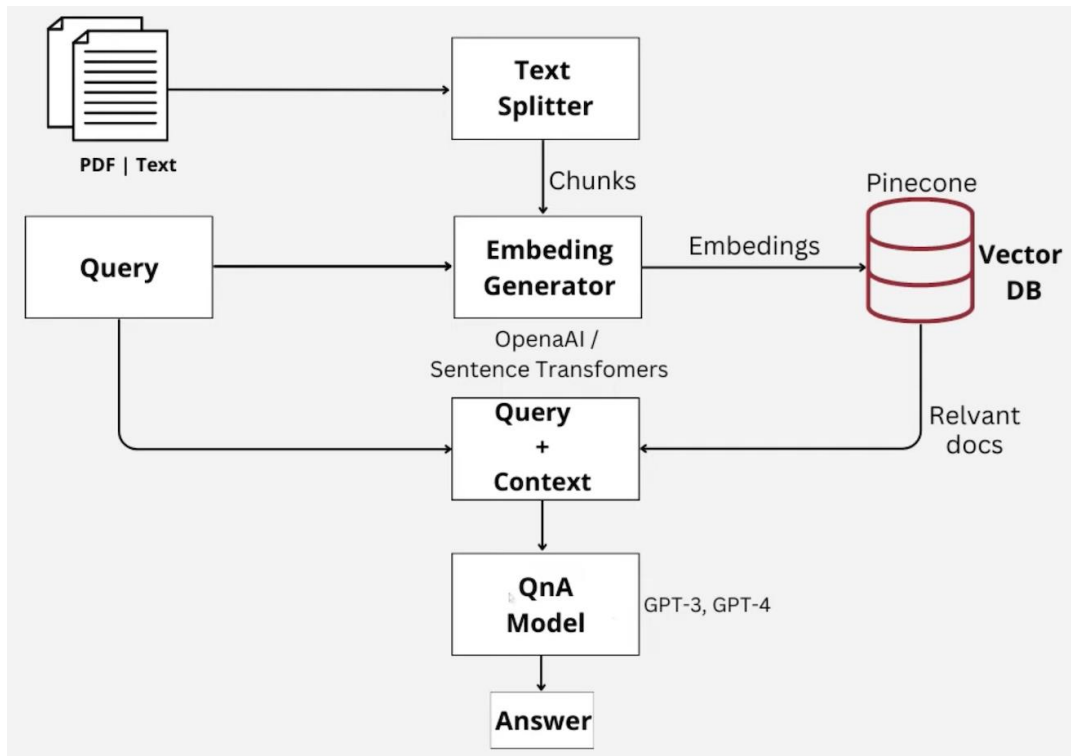 Text
Splitter
PDF | Text
Chunks
Pinecone
Query
Embeding
Generator
Embedings
Vector
DB
OpenaAI /
Sentence Transfomers
Query
+
Context
Relvant
docs
QnA
Model
GPT-3, GPT-4
Answer